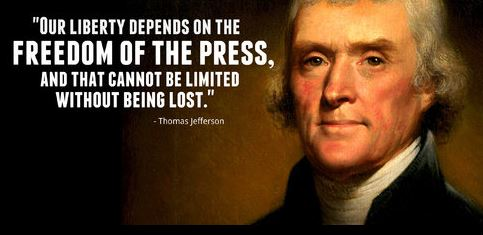 "OUR LIBERTY DEPENDS ON THE
FREEDOM OF THE PRESS,
AND THAT CANNOT BE LIMITED
WITHOUT BEING LOST."
- Thomas Jefferson